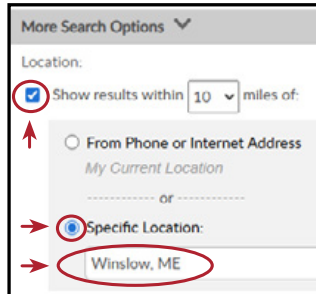 More Search Options
Location:
Show results within 10 miles of:
From Phone or Internet Address
My Current Location
or
Specific Location:
Winslow, ME